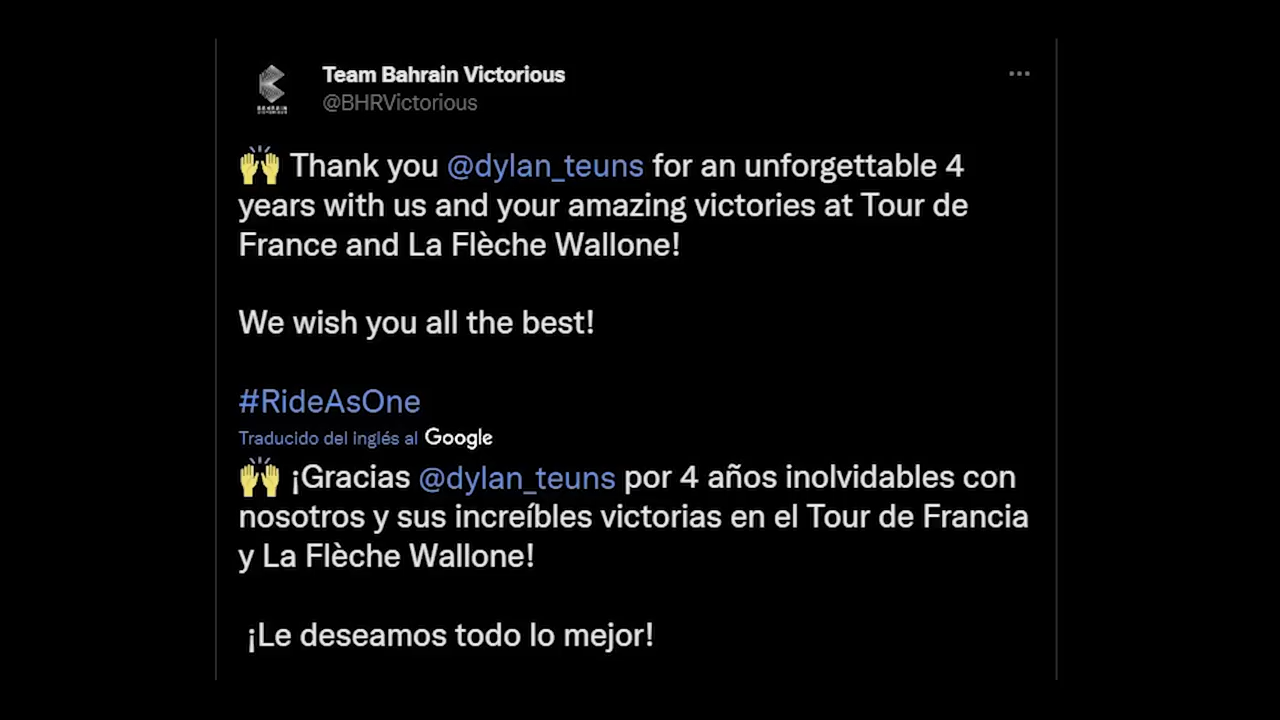 Team Bahrain Victorious
@BHRVictorious
BAHRAIN
VICTORIOUS
🙌 Thank you @dylan_teuns for an unforgettable 4
years with us and your amazing victories at Tour de
France and La Flèche Wallone!
We wish you all the best!
#RideAsOne
Traducido del inglés al Google
🙌 ¡Gracias @dylan_teuns por 4 años inolvidables con
nosotros y sus increíbles victorias en el Tour de Francia
y La Flèche Wallone!
¡Le deseamos todo lo mejor!